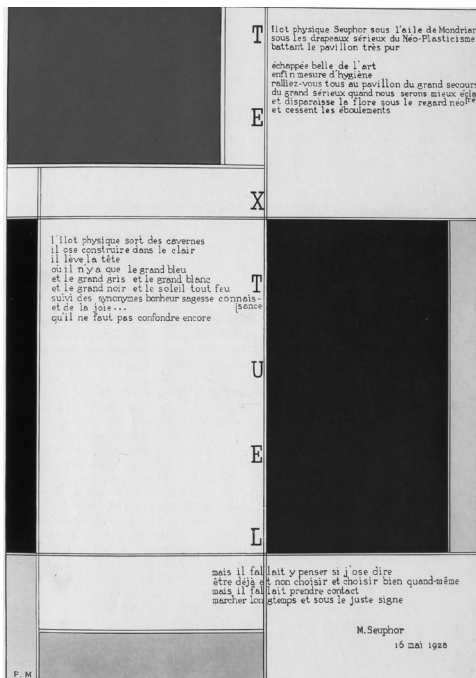 TEXTUEL
îlot physique Seuphor sous l'aile de Mondrian
sous les drapeaux sérieux du Néo-Plasticisme
battant le pavillon très pur
échappée belle de l'art
enfin mesure d'hygiène
ralliez-vous tous au pavillon du grand secours
du grand sérieux quand nous serons mieux
et disparaisse la flore sous le regard
et cessent les éboulements
l'îlot physique sort des cavernes
il ose construire dans le clair
il lève la tête
où il n'y a que le grand bleu
et le grand gris et le grand blanc
et le grand noir et le soleil tout feu
suivi des synonymes bonheur sagesse connais-
et de la joie... [sance
qu'il ne faut pas confondre encore
mais il fallait y penser si j'ose dire
être déjà et non choisir et choisir bien quand-même
mais il fallait prendre contact
marcher longtemps et sous le juste signe
M. Seuphor
16 mai 1928
P. M